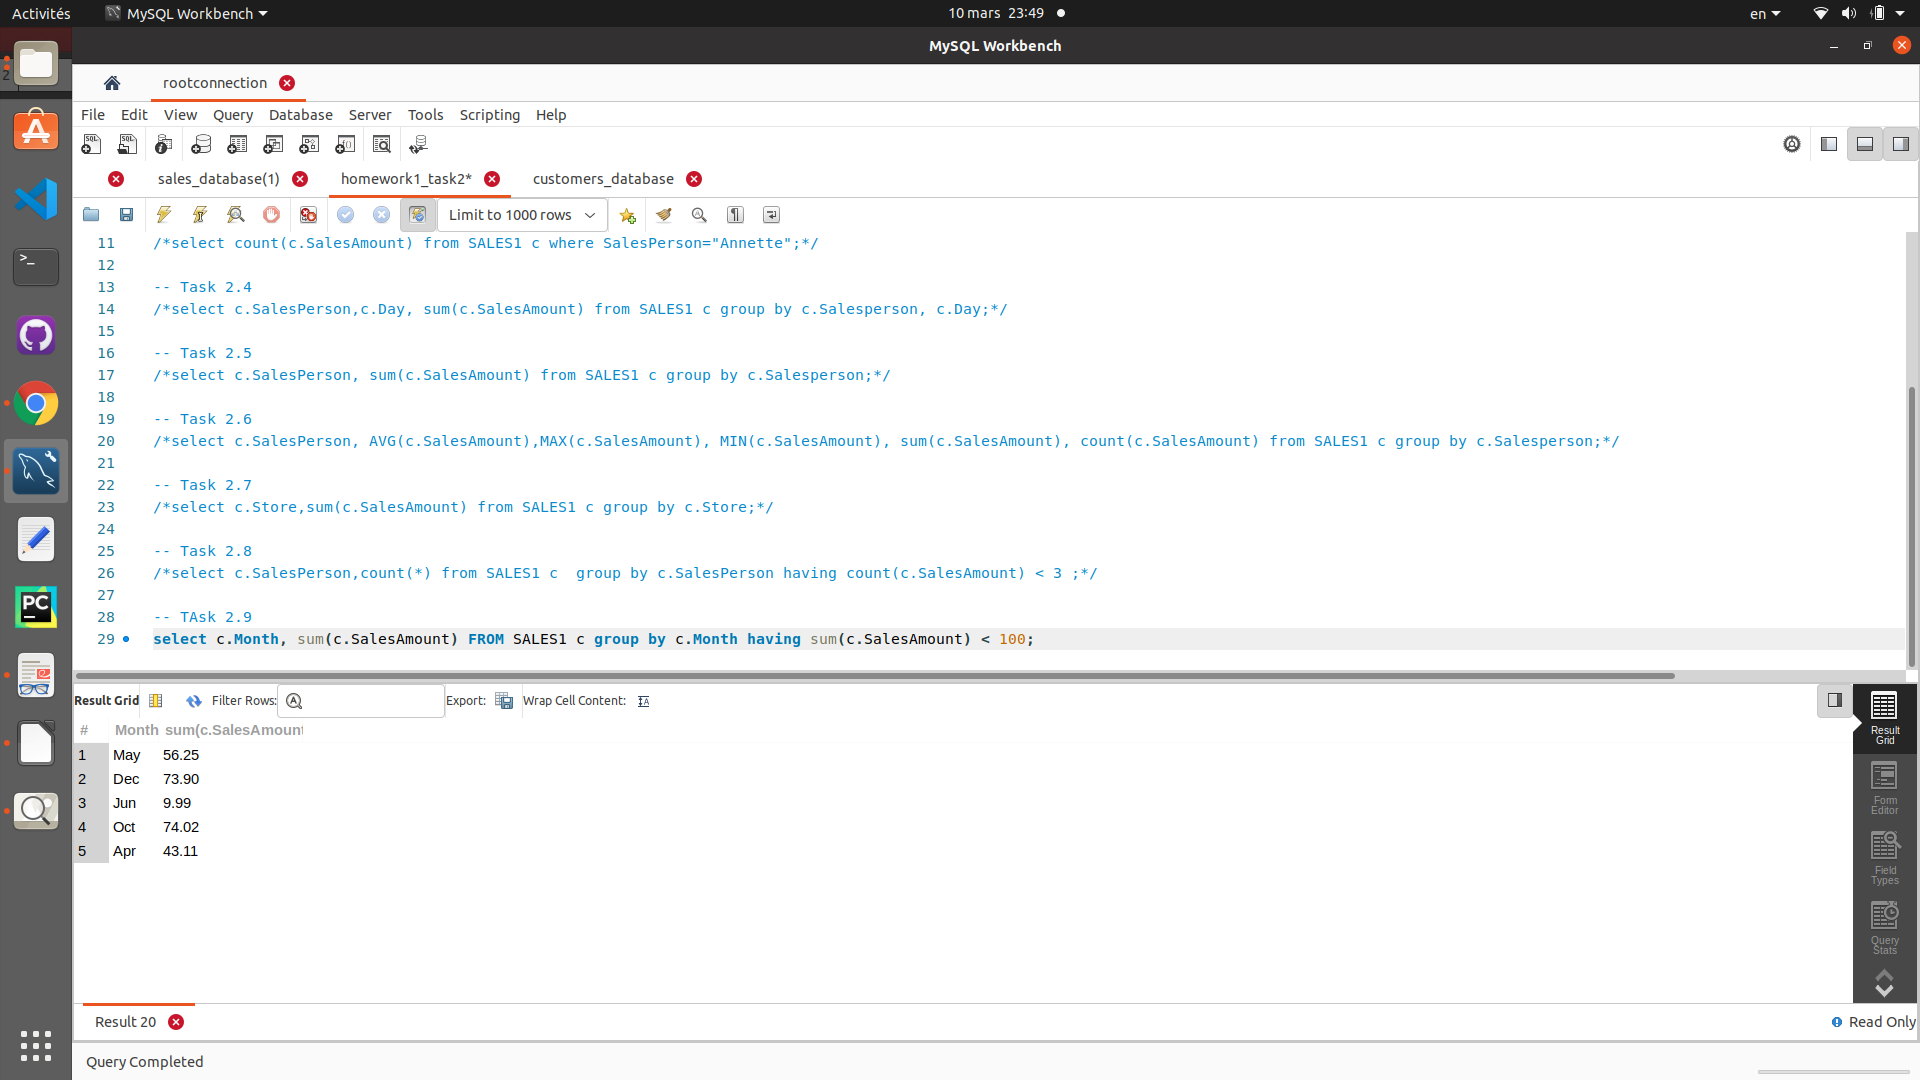 Activités MySQL Workbench 10 mars 23:49 en
MySQL Workbench
rootconnection
File Edit View Query Database Server Tools Scripting Help
sales_database(1) homework1_task2* customers_database
Limit to 1000 rows
11 /*select count(c.SalesAmount) from SALES1 c where SalesPerson="Annette";*/
12
13 -- Task 2.4
14 /*select c.SalesPerson,c.Day, sum(c.SalesAmount) from SALES1 c group by c.Salesperson, c.Day;*/
15
16 -- Task 2.5
17 /*select c.SalesPerson, sum(c.SalesAmount) from SALES1 c group by c.Salesperson;*/
18
19 -- Task 2.6
20 /*select c.SalesPerson, AVG(c.SalesAmount),MAX(c.SalesAmount), MIN(c.SalesAmount), sum(c.SalesAmount), count(c.SalesAmount) from SALES1 c group by c.Salesperson;*/
21
22 -- Task 2.7
23 /*select c.Store,sum(c.SalesAmount) from SALES1 c group by c.Store;*/
24
25 -- Task 2.8
26 /*select c.SalesPerson,count(*) from SALES1 c  group by c.SalesPerson having count(c.SalesAmount) < 3 ;*/
27
28 -- TAsk 2.9
29 select c.Month, sum(c.SalesAmount) FROM SALES1 c group by c.Month having sum(c.SalesAmount) < 100;
Result Grid Filter Rows: Export: Wrap Cell Content:
# Month sum(c.SalesAmount
1 May 56.25
2 Dec 73.90
3 Jun 9.99
4 Oct 74.02
5 Apr 43.11
Result
Grid
Form
Editor
Field
Types
Query
Stats
Result 20 Read Only
Query Completed